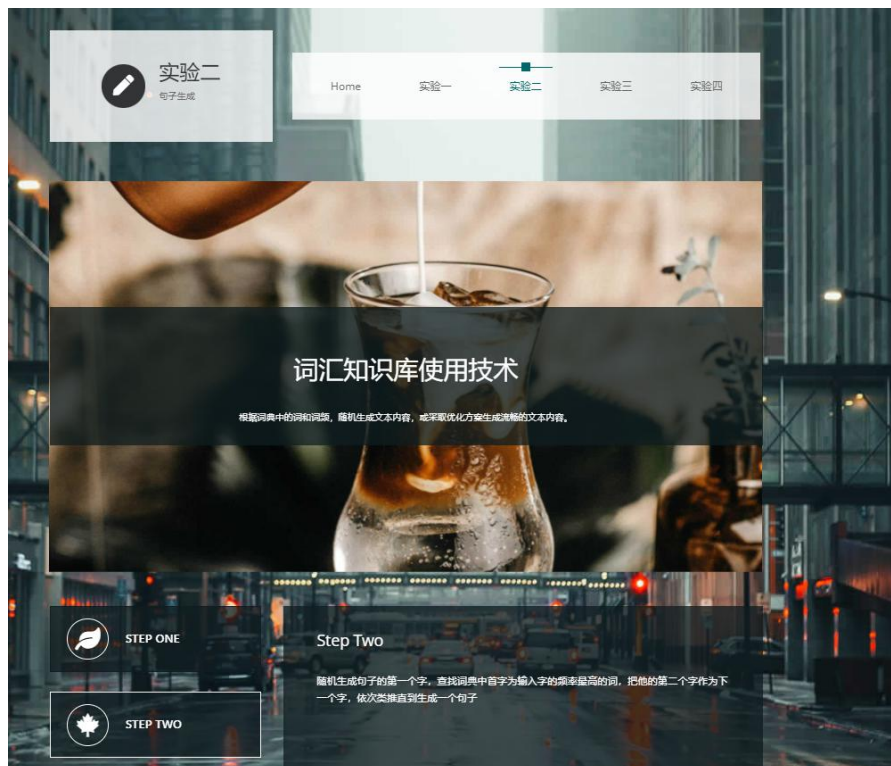 实验二
句子生成
Home
实验一
实验二
实验三
实验四
词汇知识库使用技术
根据词典中的词和词频，随机生成文本内容，或采取优化方案生成流畅的文本内容。
STEP ONE
STEP TWO
Step Two
随机生成句子的第一个字，查找词典中首字为输入字的频率最高的词，把他的第二个字作为下
一个字，依次类推直到生成一个句子